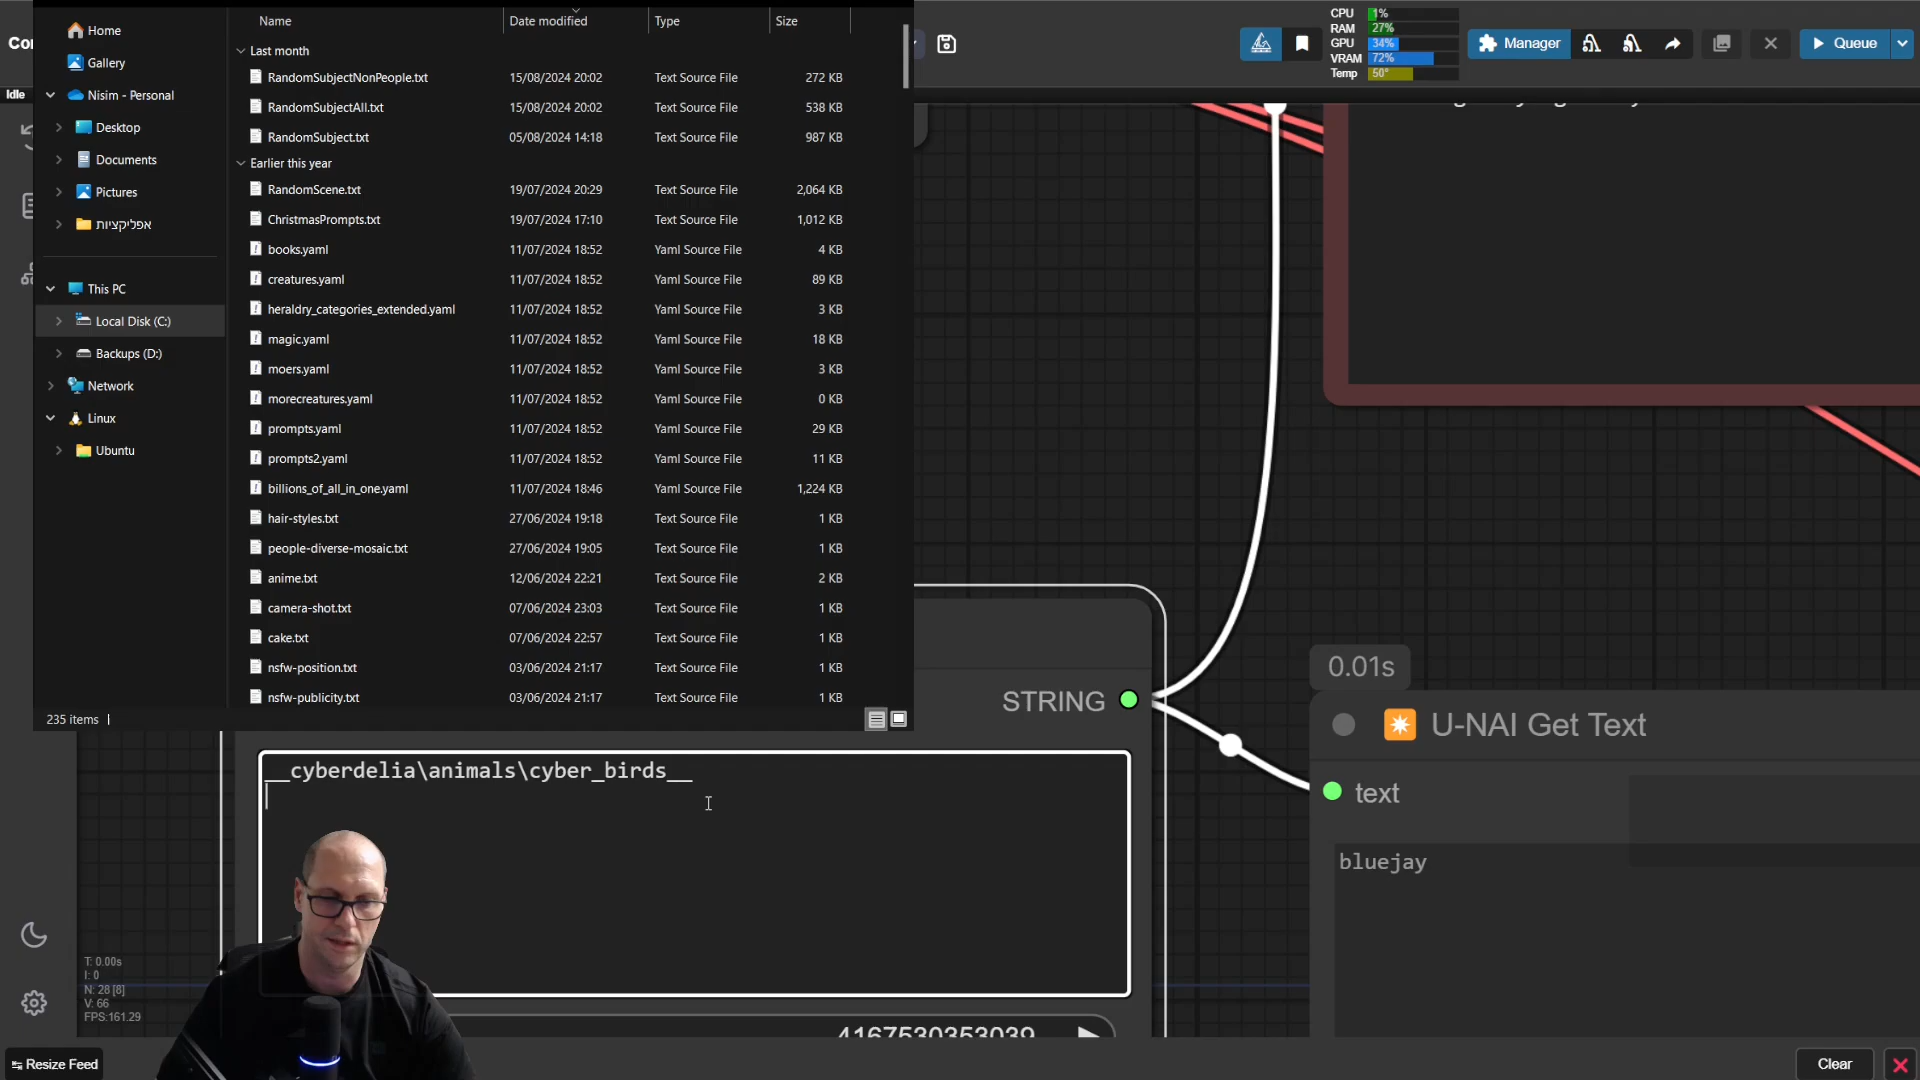 Name Date modified Type Size
Home
Gallery
Nisim - Personal
Desktop
Documents
Pictures
אפליקציות
This PC
Local Disk (C:)
Backups (D:)
Network
Linux
Ubuntu
Last month
RandomSubjectNonPeople.txt 15/08/2024 20:02 Text Source File 272 KB
RandomSubjectAll.txt 15/08/2024 20:02 Text Source File 538 KB
RandomSubject.txt 05/08/2024 14:18 Text Source File 987 KB
Earlier this year
RandomScene.txt 19/07/2024 20:29 Text Source File 2,064 KB
ChristmasPrompts.txt 19/07/2024 17:10 Text Source File 1,012 KB
books.yaml 11/07/2024 18:52 Yaml Source File 4 KB
creatures.yaml 11/07/2024 18:52 Yaml Source File 89 KB
heraldry_categories_extended.yaml 11/07/2024 18:52 Yaml Source File 3 KB
magic.yaml 11/07/2024 18:52 Yaml Source File 18 KB
moers.yaml 11/07/2024 18:52 Yaml Source File 3 KB
morecreatures.yaml 11/07/2024 18:52 Yaml Source File 0 KB
prompts.yaml 11/07/2024 18:52 Yaml Source File 29 KB
prompts2.yaml 11/07/2024 18:52 Yaml Source File 11 KB
billions_of_all_in_one.yaml 11/07/2024 18:46 Yaml Source File 1,224 KB
hair-styles.txt 27/06/2024 19:18 Text Source File 1 KB
people-diverse-mosaic.txt 27/06/2024 19:05 Text Source File 1 KB
anime.txt 12/06/2024 22:21 Text Source File 2 KB
camera-shot.txt 07/06/2024 23:03 Text Source File 1 KB
cake.txt 07/06/2024 22:57 Text Source File 1 KB
nsfw-position.txt 03/06/2024 21:17 Text Source File 1 KB
nsfw-publicity.txt 03/06/2024 21:17 Text Source File 1 KB
235 items
CPU 1%
RAM 27%
GPU 34%
VRAM 72%
Temp 50°
Manager
Queue
Idle
0.01s
STRING
U-NAI Get Text
text
bluejay
__cyberdelia\animals\cyber_birds__
4167530353039
T: 0.00s
I: 0
N: 28 [8]
V: 66
FPS:161.29
Resize Feed
Clear